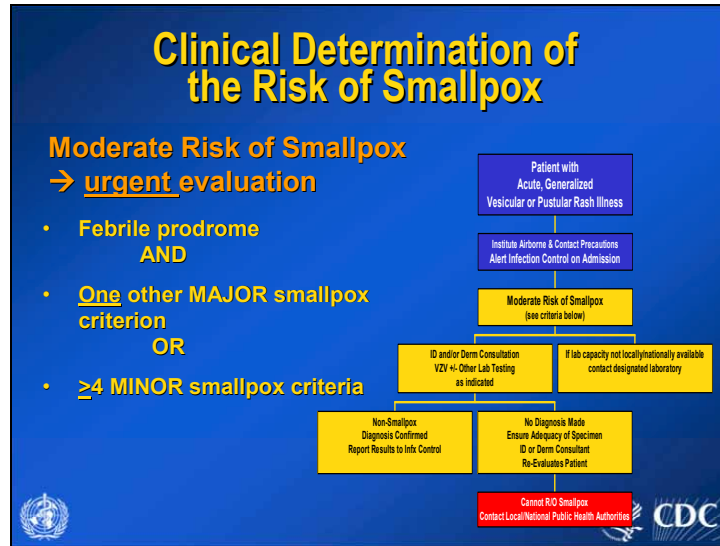 Clinical Determination of
the Risk of Smallpox
Moderate Risk of Smallpox
→ urgent evaluation
• Febrile prodrome
AND
• One other MAJOR smallpox
criterion
OR
• ≥4 MINOR smallpox criteria
Patient with
Acute, Generalized
Vesicular or Pustular Rash Illness
Institute Airborne & Contact Precautions
Alert Infection Control on Admission
Moderate Risk of Smallpox
(see criteria below)
ID and/or Derm Consultation
VZV +/- Other Lab Testing
as indicated
If lab capacity not locally/nationally available
contact designated laboratory
Non-Smallpox
Diagnosis Confirmed
Report Results to Infx Control
No Diagnosis Made
Ensure Adequacy of Specimen
ID or Derm Consultant
Re-Evaluates Patient
Cannot R/O Smallpox
Contact Local/National Public Health Authorities
CDC